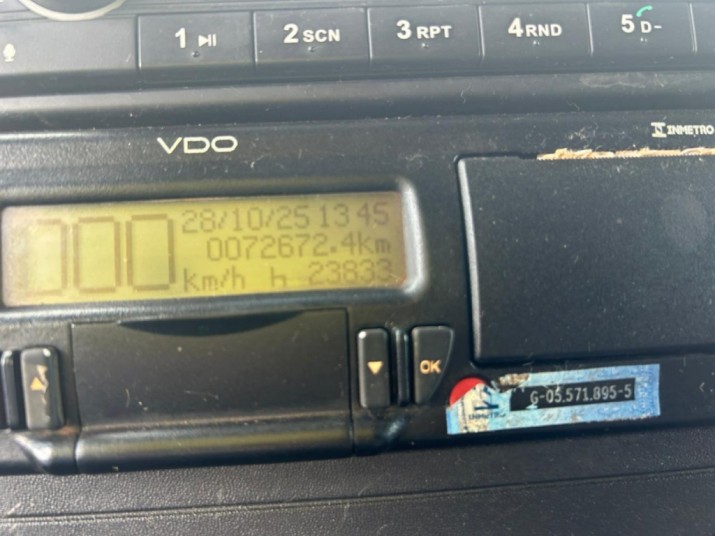 1 ▷II 2 SCN 3 RPT 4 RND 5 D-
INMETRO
VDO
28/10/25 13 45
0072672.4km
000 km/h h 23833
OK
G-05.571.895-5
INMETRO